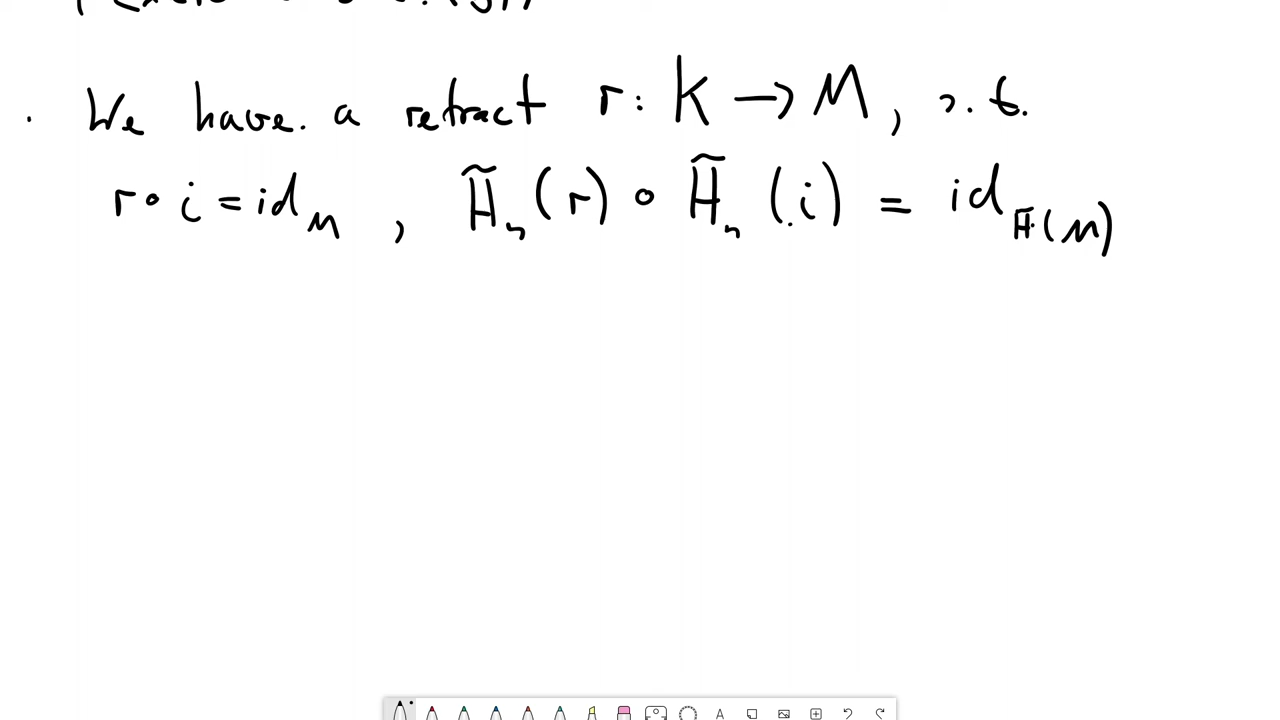 · We have a retract r: K → M, s.t.
r∘i = id_M, H̃_n(r) ∘ H̃_n(i) = id_H̃(M)
A